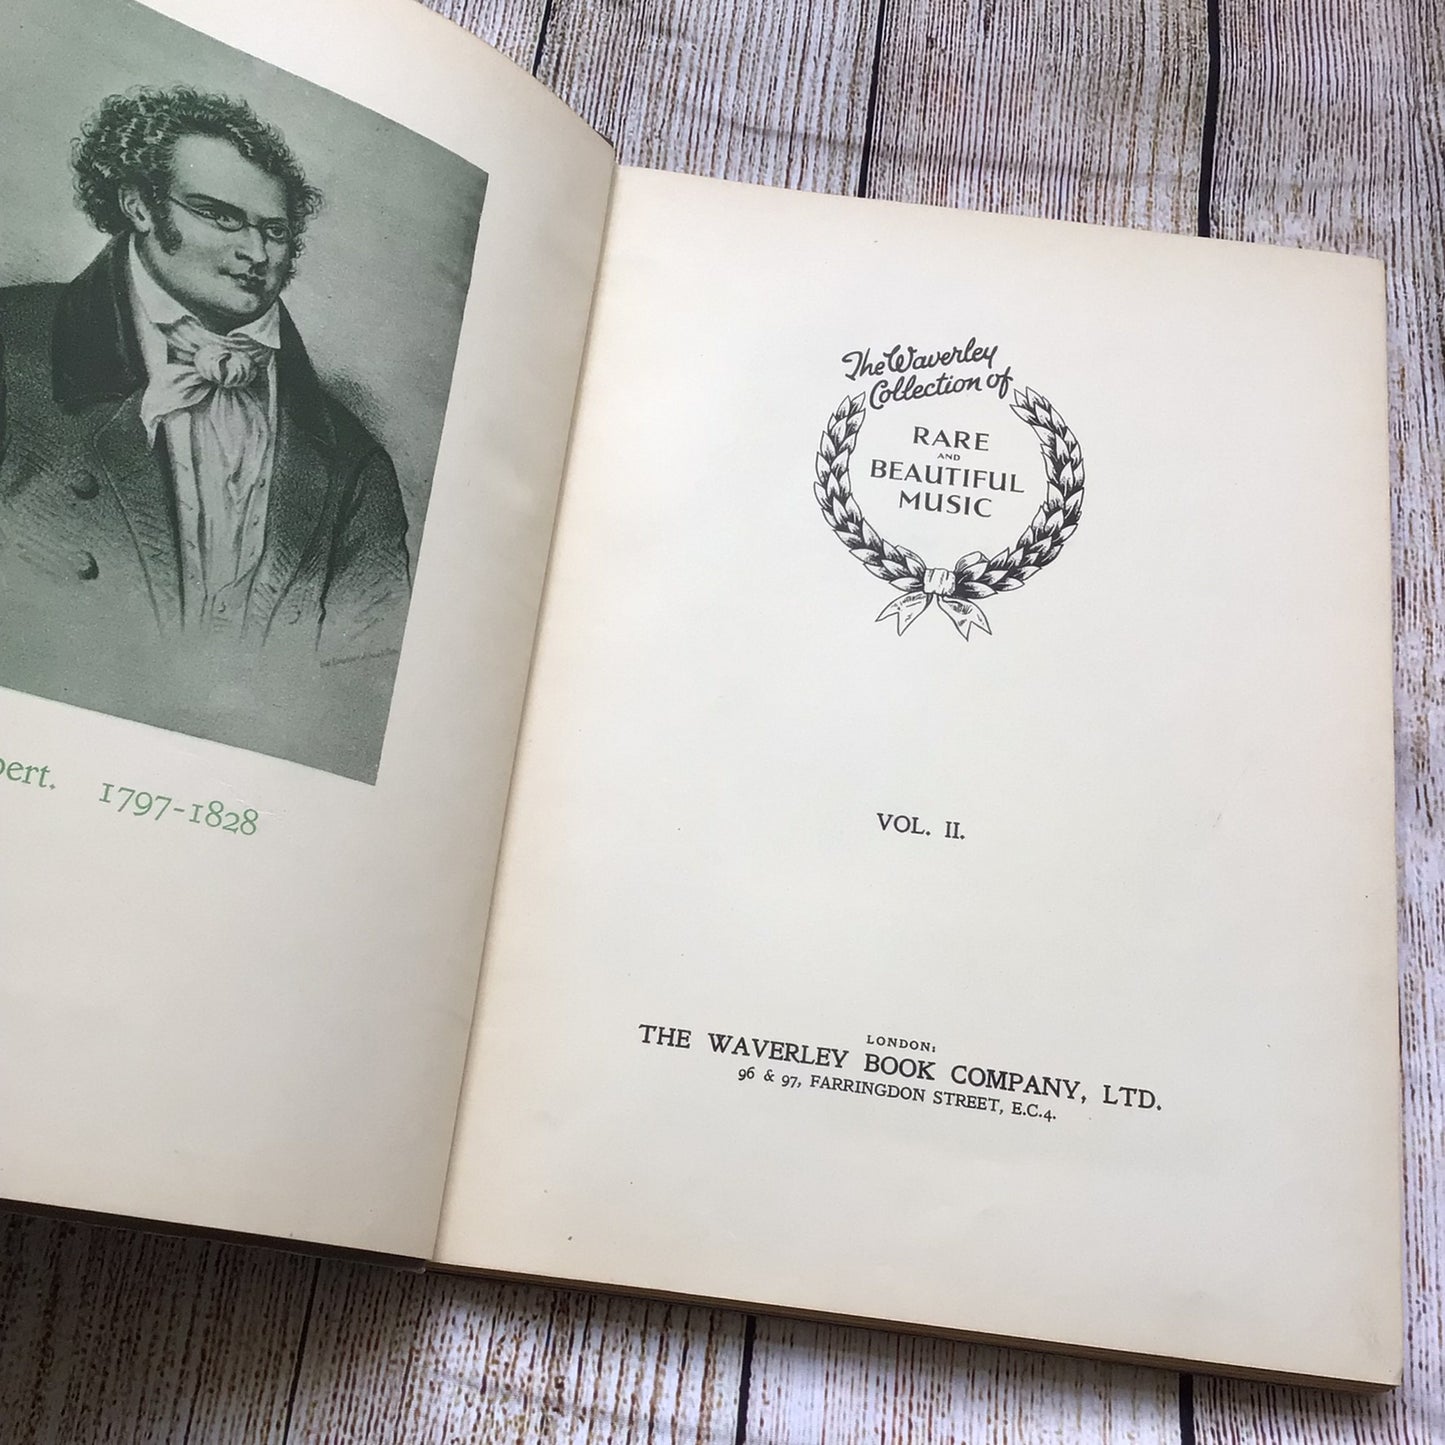 1797-1828
The Waverley
Collection of
RARE
AND
BEAUTIFUL
MUSIC
VOL. II.
LONDON:
THE WAVERLEY BOOK COMPANY, LTD.
96 & 97, FARRINGDON STREET, E.C.4.